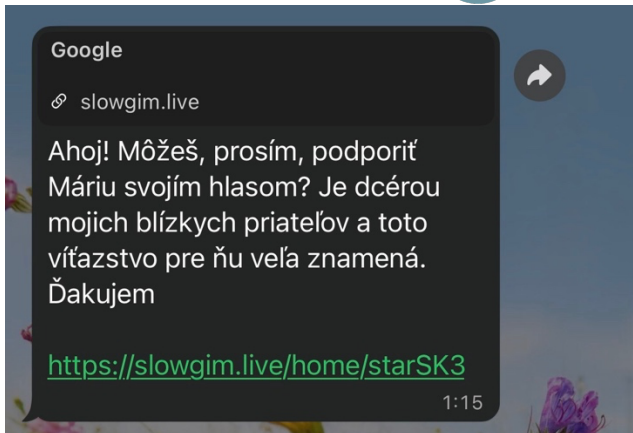 Google
slowgim.live
Ahoj! Môžeš, prosím, podporiť
Máriu svojím hlasom? Je dcérou
mojich blízkych priateľov a toto
víťazstvo pre ňu veľa znamená.
Ďakujem
https://slowgim.live/home/starSK3
1:15